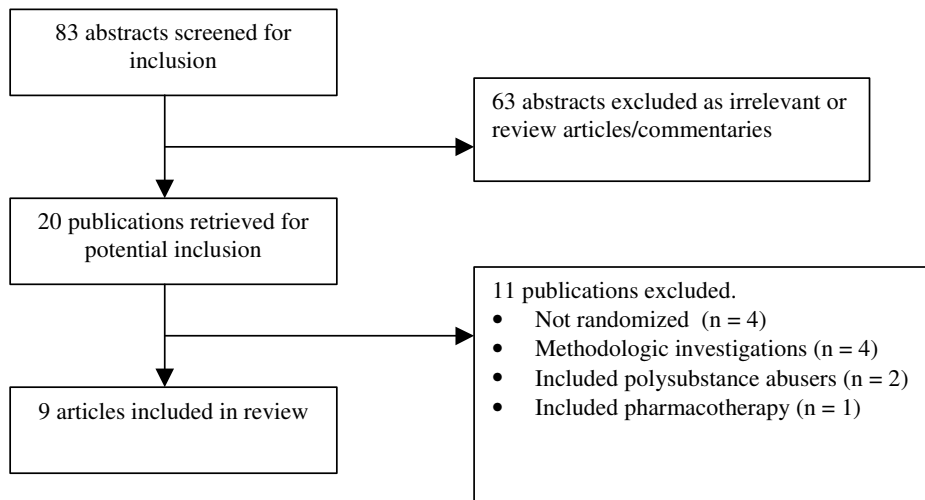 83 abstracts screened for
inclusion
63 abstracts excluded as irrelevant or
review articles/commentaries
20 publications retrieved for
potential inclusion
11 publications excluded.
• Not randomized (n = 4)
• Methodologic investigations (n = 4)
• Included polysubstance abusers (n = 2)
• Included pharmacotherapy (n = 1)
9 articles included in review